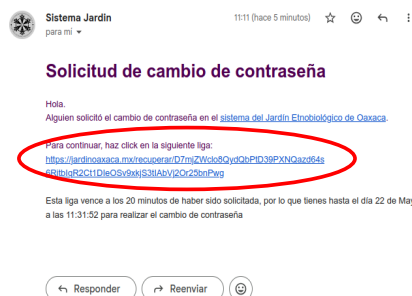 Sistema Jardin
11:11 (hace 5 minutos)
para mí
Solicitud de cambio de contraseña
Hola.
Alguien solicitó el cambio de contraseña en el sistema del Jardín Etnobiológico de Oaxaca.
Para continuar, haz click en la siguiente liga:
https://jardinoaxaca.mx/recuperar/D7mjZWclo8QydQbPtD39PXNQazd64s
6RitbIqR2Ct1DIeOSv9xkjS3tIAbVj2Or25bnPwg
Esta liga vence a los 20 minutos de haber sido solicitada, por lo que tienes hasta el día 22 de May
a las 11:31:52 para realizar el cambio de contraseña
Responder
Reenviar